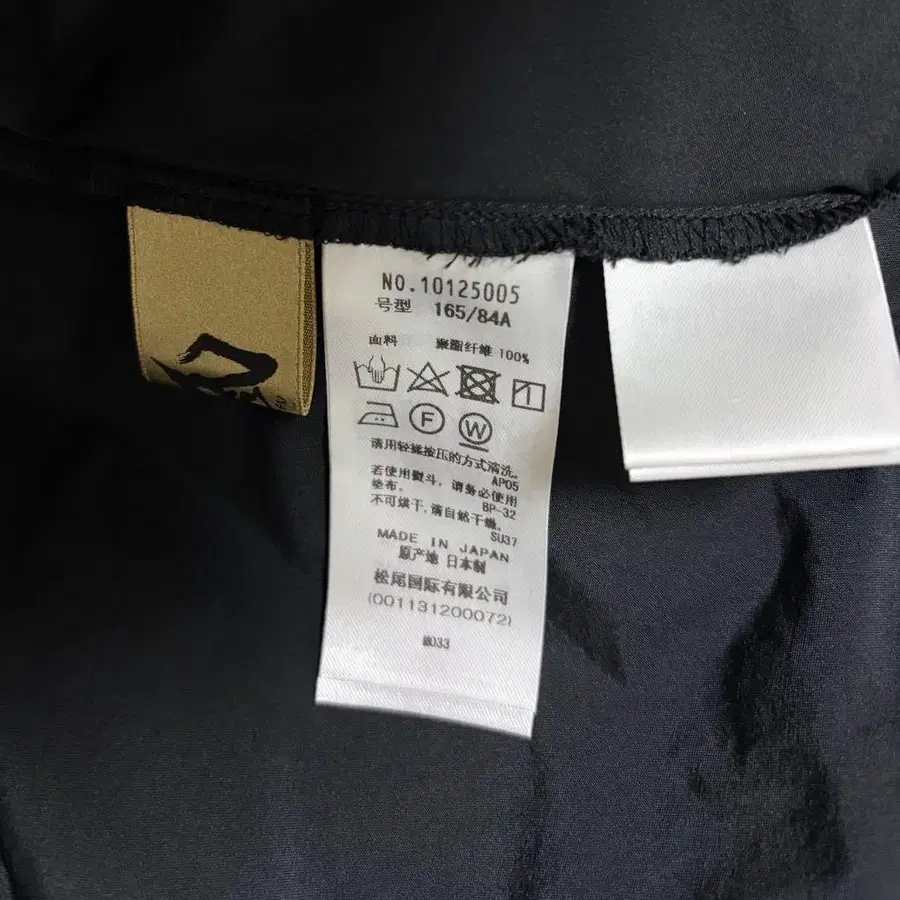 NO.10125005
号型 165/84A
面料 聚酯纤维 100%
F W
请用轻揉按压的方式清洗。
AP05
若使用熨斗，请务必使用
垫布。
BP-32
不可烘干，请自然干燥。
SU37
MADE IN JAPAN
原产地 日本制
松尾国际有限公司
(001131200072)
M033